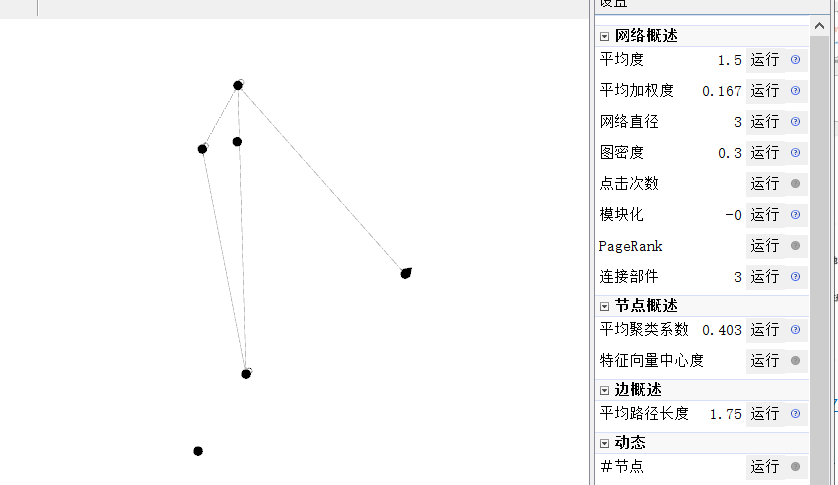 设置
网络概述
平均度 1.5 运行
平均加权度 0.167 运行
网络直径 3 运行
图密度 0.3 运行
点击次数 运行
模块化 -0 运行
PageRank 运行
连接部件 3 运行
节点概述
平均聚类系数 0.403 运行
特征向量中心度 运行
边概述
平均路径长度 1.75 运行
动态
#节点 运行